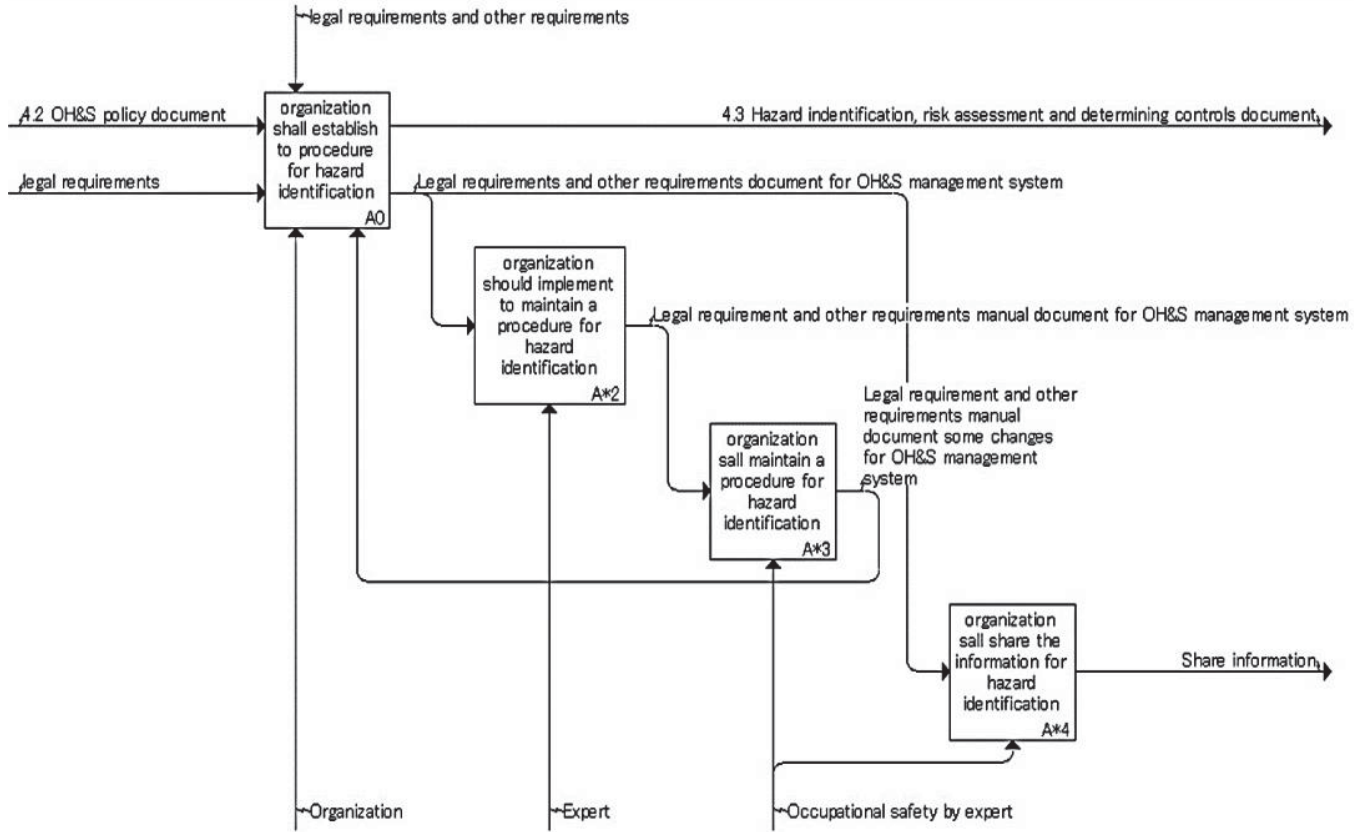 legal requirements and other requirements
4.2 OH&S policy document
legal requirements
organization
shall establish
to procedure
for hazard
identification
A0
4.3 Hazard indentification, risk assessment and determining controls document
Legal requirements and other requirements document for OH&S management system
organization
should implement
to maintain a
procedure for
hazard
identification
A*2
Legal requirement and other requirements manual document for OH&S management system
organization
sall maintain a
procedure for
hazard
identification
A*3
Legal requirement and other
requirements manual
document some changes
for OH&S management
system
organization
sall share the
information for
hazard
identification
A*4
Share information
Organization
Expert
Occupational safety by expert